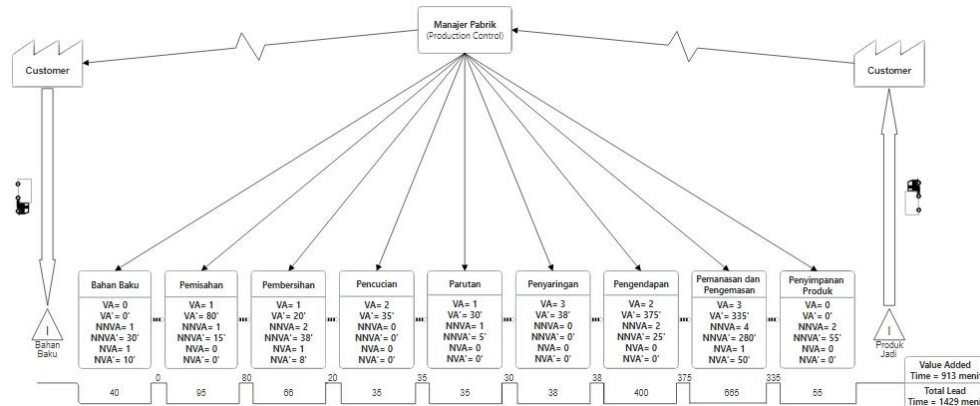 Manajer Pabrik
(Production Control)
Customer
Customer
Bahan Baku
VA= 0
VA'= 0'
NNVA= 1
NNVA'= 30'
NVA= 1
NVA'= 10'
Pemisahan
VA= 1
VA'= 80'
NNVA= 1
NNVA'= 15'
NVA= 0
NVA'= 0'
Pembersihan
VA= 1
VA'= 20'
NNVA= 2
NNVA'= 38'
NVA= 1
NVA'= 8'
Pencucian
VA= 2
VA'= 35'
NNVA= 0
NNVA'= 0'
NVA= 0
NVA'= 0'
Parutan
VA= 1
VA'= 30'
NNVA= 1
NNVA'= 5'
NVA= 0
NVA'= 0'
Penyaringan
VA= 3
VA'= 38'
NNVA= 0
NNVA'= 0'
NVA= 0
NVA'= 0'
Pengendapan
VA= 2
VA'= 375'
NNVA= 2
NNVA'= 25'
NVA= 0
NVA'= 0'
Pemanasan dan
Pengemasan
VA= 3
VA'= 335'
NNVA= 4
NNVA'= 280'
NVA= 1
NVA'= 50'
Penyimpanan
Produk
VA= 0
VA'= 0'
NNVA= 2
NNVA'= 55'
NVA= 0
NVA'= 0'
I
Bahan
Baku
I
Produk
Jadi
0 80 20 35 30 38 375 335
40 95 66 35 35 38 400 665 55
Value Added
Time = 913 menit
Total Lead
Time = 1429 menit